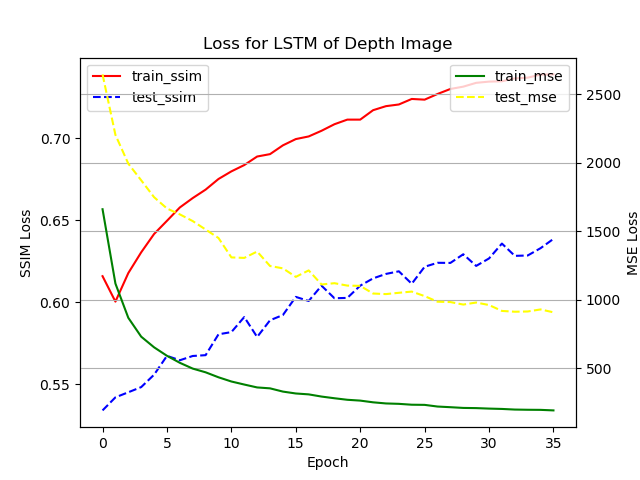 Loss for LSTM of Depth Image
train_ssim
test_ssim
train_mse
test_mse
SSIM Loss
0.70
0.65
0.60
0.55
2500
2000
1500
1000
500
MSE Loss
0 5 10 15 20 25 30 35
Epoch